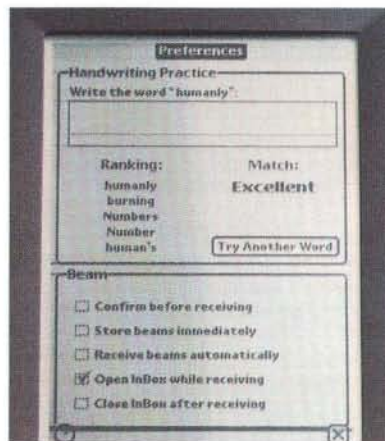 Preferences
Handwriting Practice
Write the word "humanly":
Ranking:
Match:
humanly
Excellent
burning
Numbers
Number
human's
Try Another Word
Beam
Confirm before receiving
Store beams immediately
Receive beams automatically
Open InBox while receiving
Close InBox after receiving